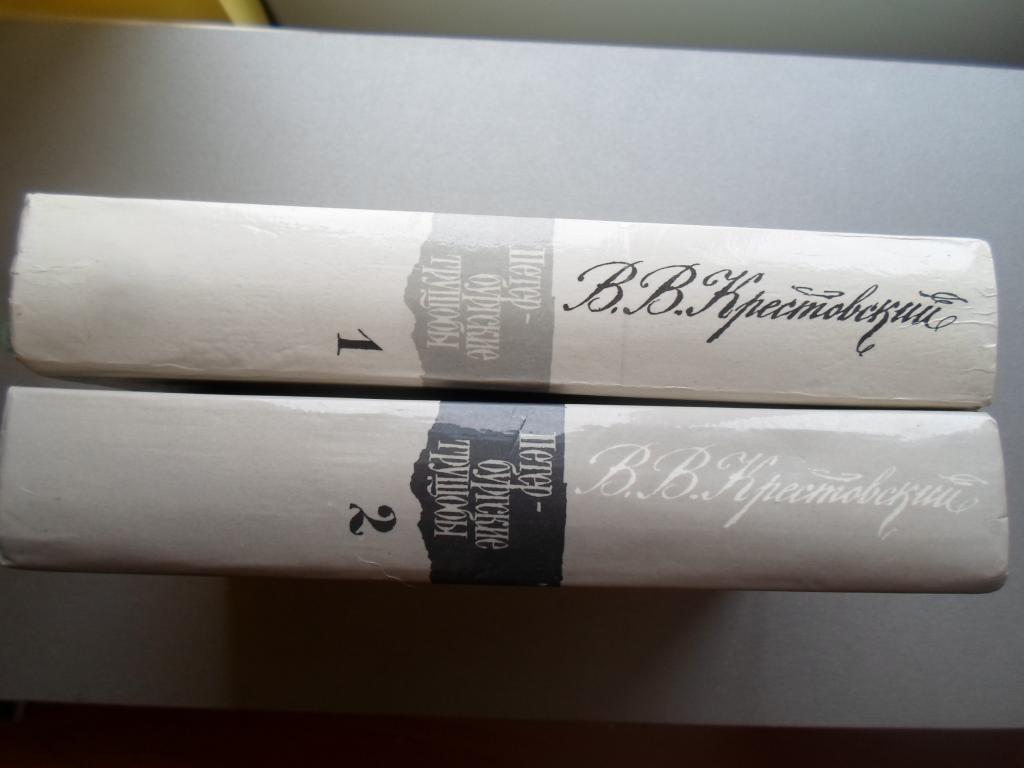 В.В.Крестовский
Петер-
бургские
трущобы
1
В.В.Крестовский
Петер-
бургские
трущобы
2